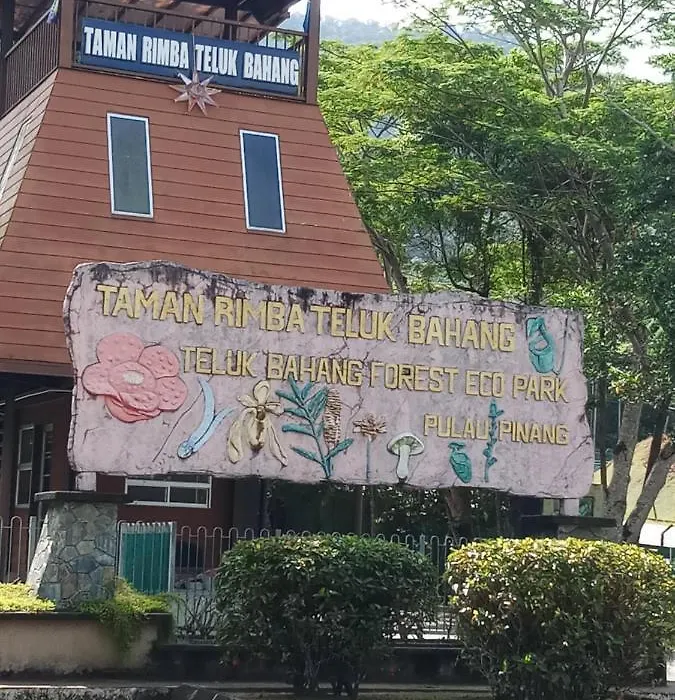 TAMAN RIMBA TELUK BAHANG
TAMAN RIMBA TELUK BAHANG
TELUK BAHANG FOREST ECO PARK
PULAU PINANG